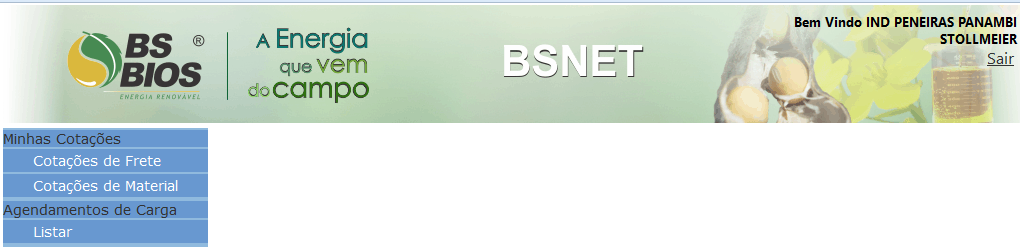 BS
BIOS
®
ENERGIA RENOVÁVEL
A Energia
que vem
do campo
BSNET
Bem Vindo IND PENEIRAS PANAMBI
STOLLMEIER
Sair
Minhas Cotações
Cotações de Frete
Cotações de Material
Agendamentos de Carga
Listar